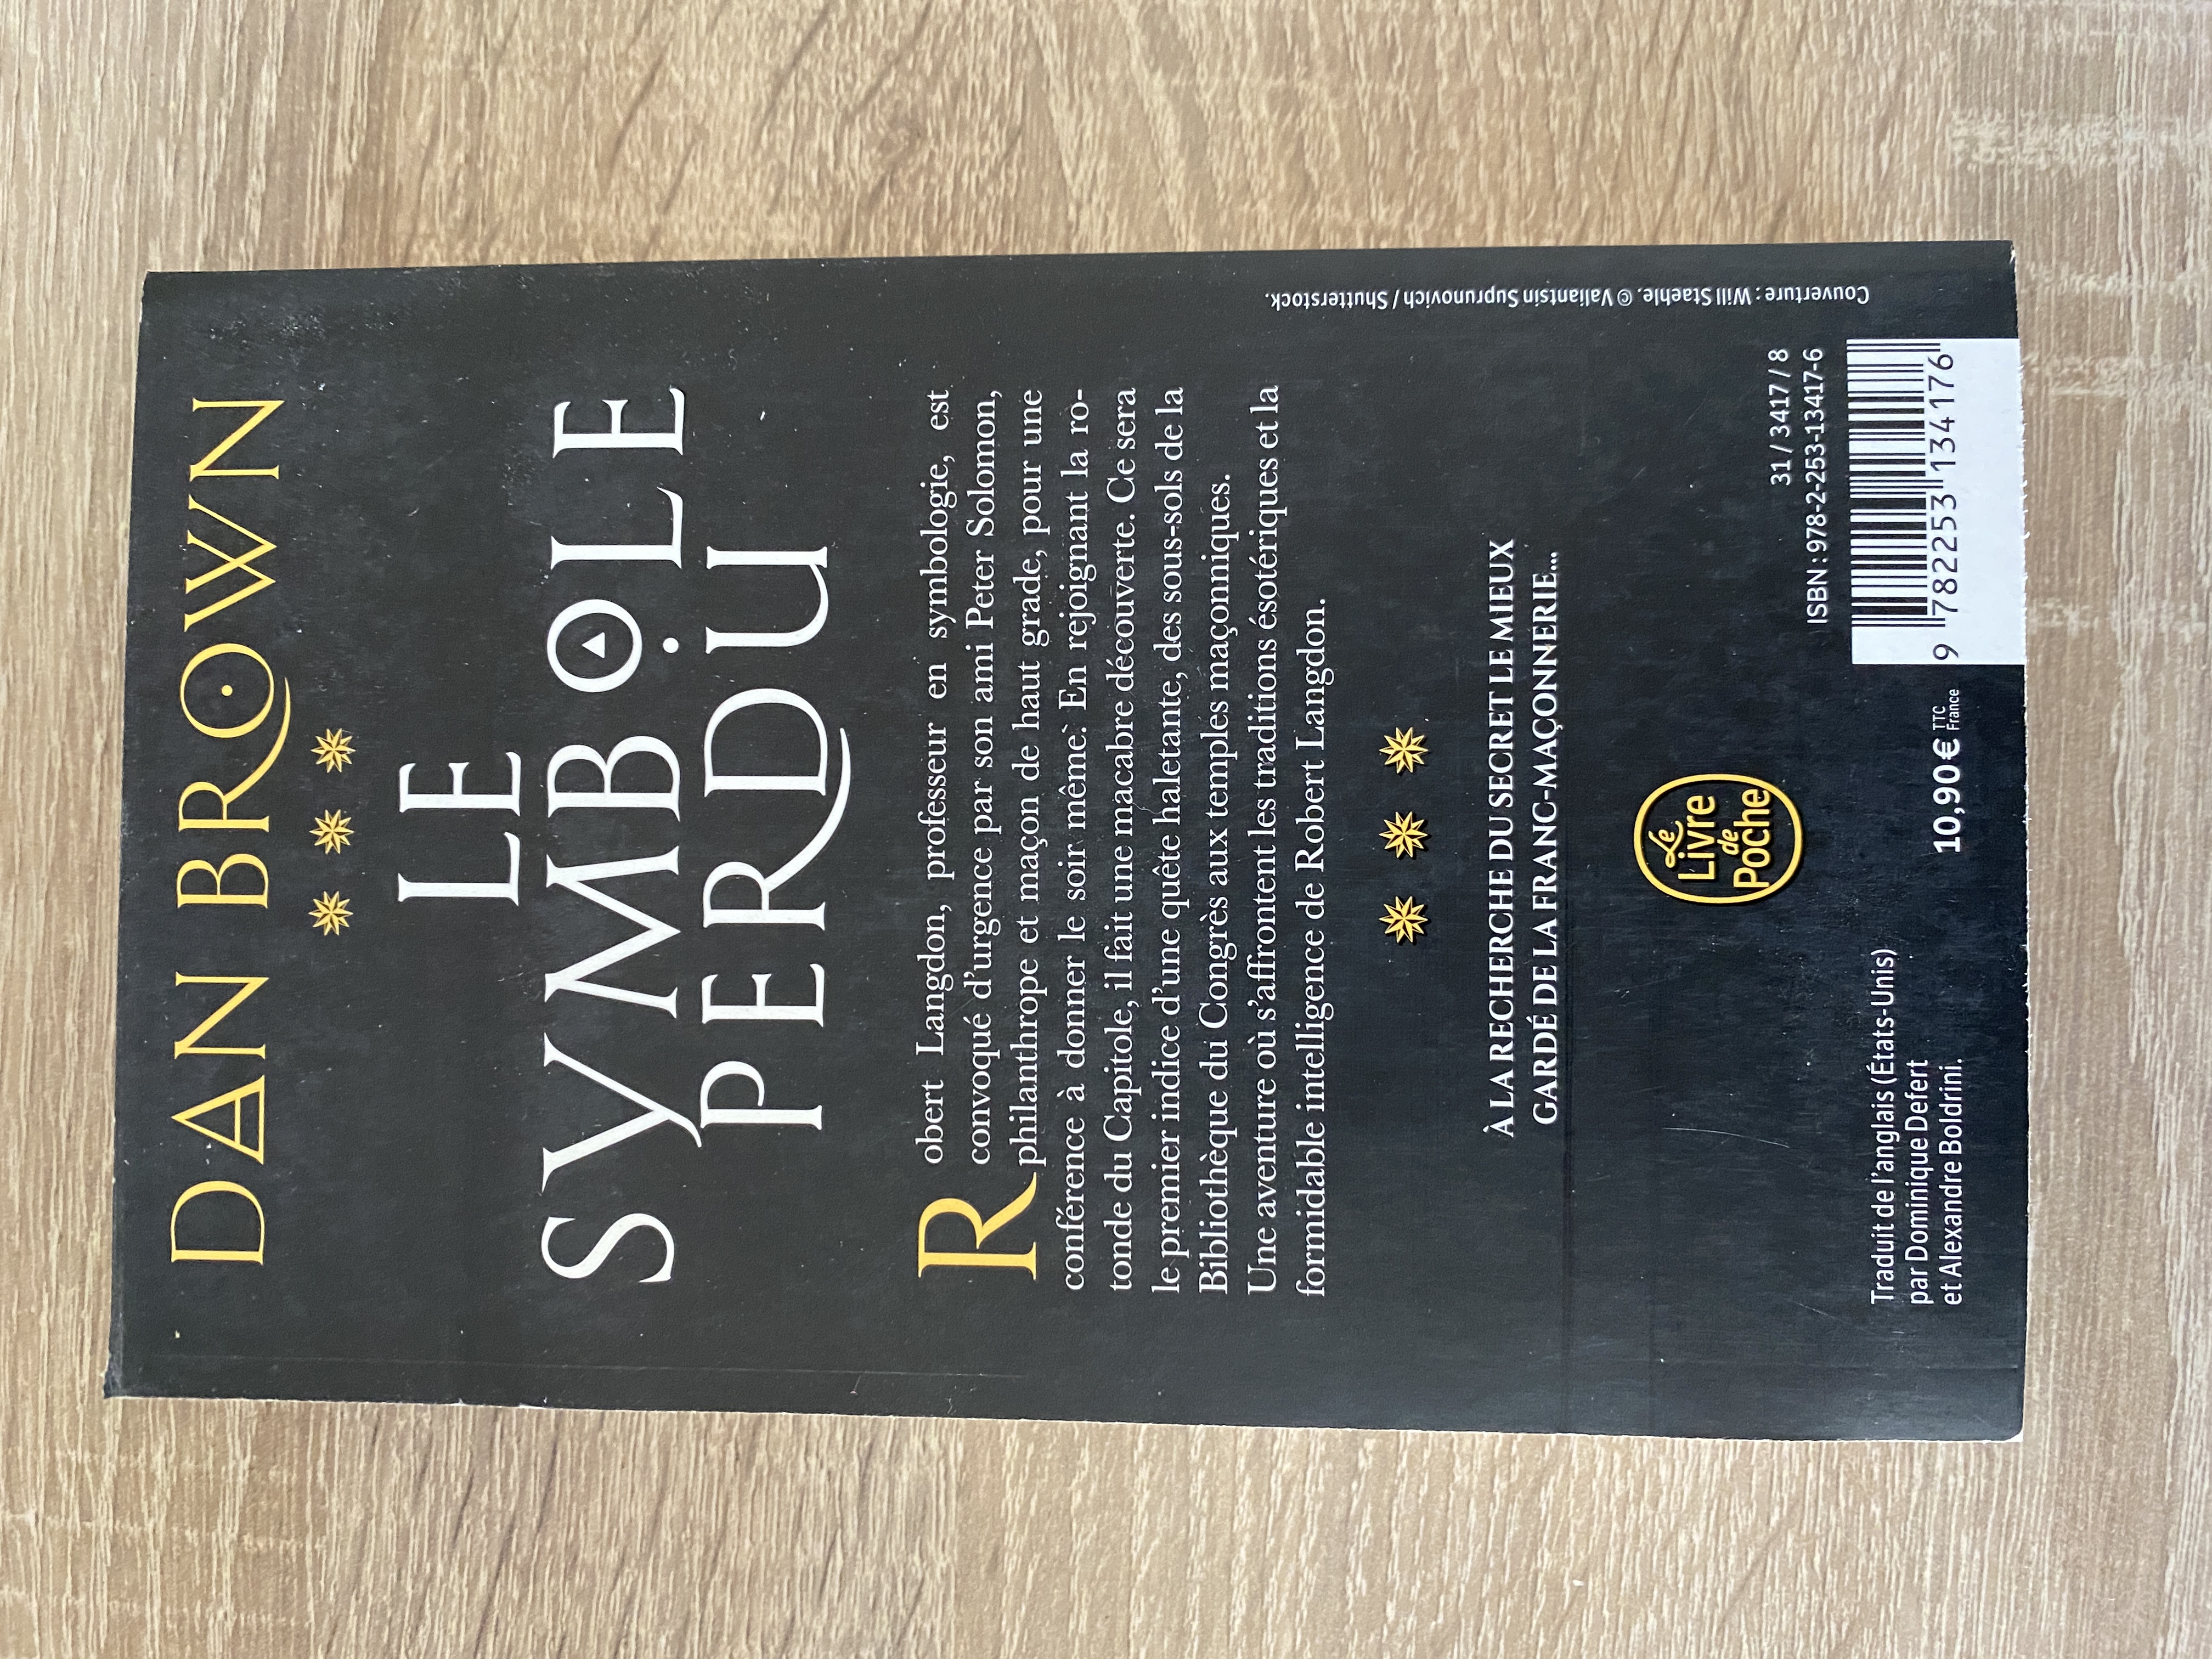 DAN BROWN
LE
SYMBOLE
PERDU
Robert Langdon, professeur en symbologie, est
convoqué d'urgence par son ami Peter Solomon,
philanthrope et maçon de haut grade, pour une
conférence à donner le soir même. En rejoignant la ro-
tonde du Capitole, il fait une macabre découverte. Ce sera
le premier indice d'une quête haletante, des sous-sols de la
Bibliothèque du Congrès aux temples maçonniques.
Une aventure où s'affrontent les traditions ésotériques et la
formidable intelligence de Robert Langdon.
À LA RECHERCHE DU SECRET LE MIEUX
GARDÉ DE LA FRANC-MAÇONNERIE...
Le
Livre
de
Poche
Traduit de l'anglais (États-Unis)
par Dominique Defert
et Alexandre Boldrini.
10,90 € TTC
France
31 / 3417 / 8
ISBN : 978-2-253-13417-6
9 782253 134176
Couverture : Will Staehle. © Valiantsin Suprunovich / Shutterstock.